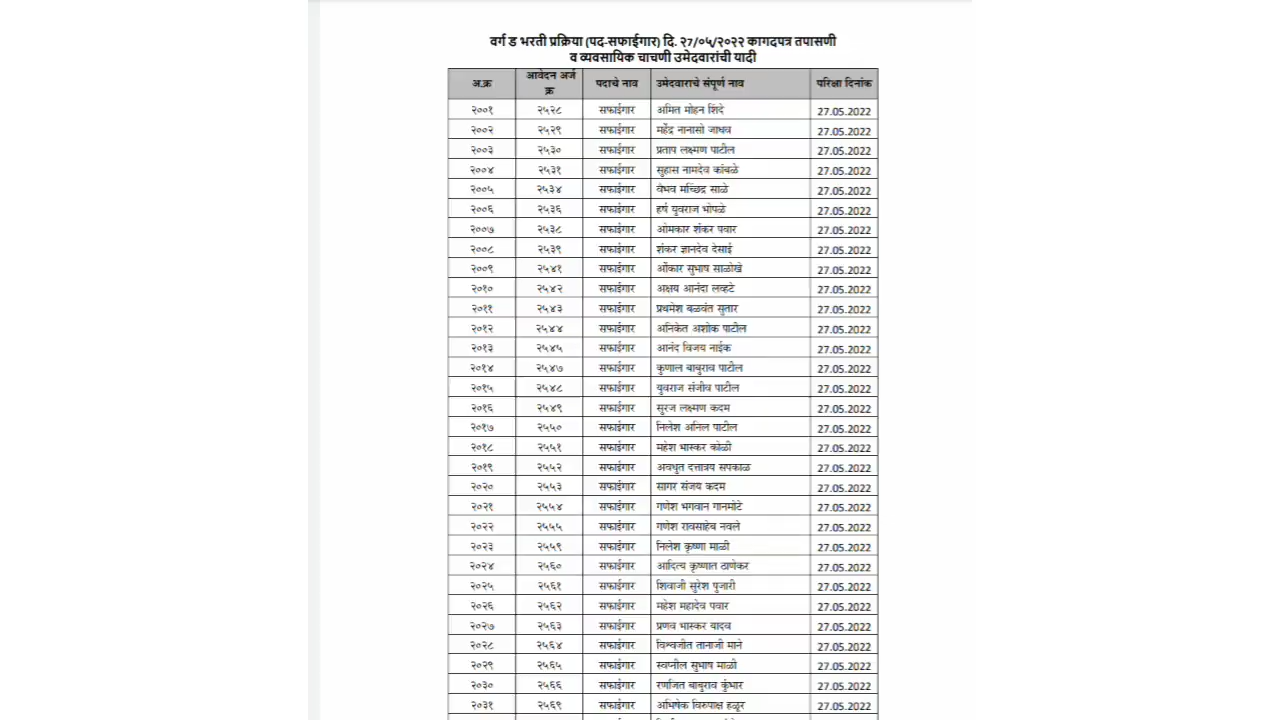 वर्ग ड भरती प्रक्रिया (पद-सफाईगार) दि. २7/०५/२०२२ कागदपत्र तपासणी
व व्यवसायिक चाचणी उमेदवारांची यादी
अ.क्र आवेदन अर्ज क्र पदाचे नाव उमेदवाराचे संपूर्ण नाव परिक्षा दिनांक
२००१ २५२८ सफाईगार अमित मोहन शिंदे 27.05.2022
२००२ २५२९ सफाईगार महेंद्र नानासो जाधव 27.05.2022
२००३ २५३० सफाईगार प्रताप लक्ष्मण पाटील 27.05.2022
२००४ २५३१ सफाईगार सुहास नामदेव कांबळे 27.05.2022
२००५ २५३४ सफाईगार वैभव मच्छिंद्र साळे 27.05.2022
२००६ २५३६ सफाईगार हर्ष युवराज भोपळे 27.05.2022
२००७ २५३८ सफाईगार ओमकार शंकर पवार 27.05.2022
२००८ २५३९ सफाईगार शंकर ज्ञानदेव देसाई 27.05.2022
२००९ २५४१ सफाईगार ओंकार सुभाष साळोखे 27.05.2022
२०१० २५४२ सफाईगार अक्षय आनंदा लव्हटे 27.05.2022
२०११ २५४३ सफाईगार प्रथमेश बळवंत सुतार 27.05.2022
२०१२ २५४४ सफाईगार अनिकेत अशोक पाटील 27.05.2022
२०१३ २५४५ सफाईगार आनंद विजय नाईक 27.05.2022
२०१४ २५४७ सफाईगार कुणाल बाबुराव पाटील 27.05.2022
२०१५ २५४८ सफाईगार युवराज संजीव पाटील 27.05.2022
२०१६ २५४९ सफाईगार सुरज लक्ष्मण कदम 27.05.2022
२०१७ २५५० सफाईगार निलेश अनिल पाटील 27.05.2022
२०१८ २५५१ सफाईगार महेश भास्कर कोळी 27.05.2022
२०१९ २५५२ सफाईगार अवधुत दत्तात्रय सपकाळ 27.05.2022
२०२० २५५३ सफाईगार सागर संजय कदम 27.05.2022
२०२१ २५५४ सफाईगार गणेश भगवान गानमोटे 27.05.2022
२०२२ २५५५ सफाईगार गणेश रावसाहेब नवले 27.05.2022
२०२३ २५५९ सफाईगार निलेश कृष्णा माळी 27.05.2022
२०२४ २५६० सफाईगार आदित्य कृष्णात ठाणेकर 27.05.2022
२०२५ २५६१ सफाईगार शिवाजी सुरेश पुजारी 27.05.2022
२०२६ २५६२ सफाईगार महेश महादेव पवार 27.05.2022
२०२७ २५६३ सफाईगार प्रणव भास्कर यादव 27.05.2022
२०२८ २५६४ सफाईगार विश्वजीत तानाजी माने 27.05.2022
२०२९ २५६५ सफाईगार स्वप्नील सुभाष माळी 27.05.2022
२०३० २५६६ सफाईगार रणजित बाबुराव कुंभार 27.05.2022
२०३१ २५६९ सफाईगार अभिषेक विरुपाक्ष हळूर 27.05.2022